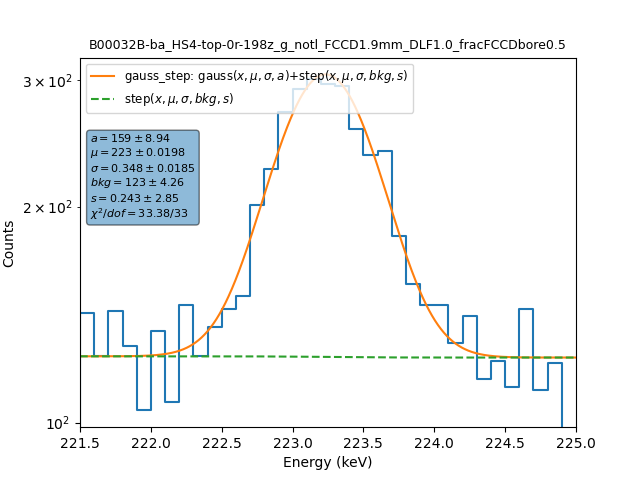 B00032B-ba_HS4-top-0r-198z_g_notl_FCCD1.9mm_DLF1.0_fracFCCDbore0.5
gauss_step: gauss(x, μ, σ, a)+step(x, μ, σ, bkg, s)
step(x, μ, σ, bkg, s)
a = 159 ± 8.94
μ = 223 ± 0.0198
σ = 0.348 ± 0.0185
bkg = 123 ± 4.26
s = 0.243 ± 2.85
χ²/dof = 33.38/33
3 × 10²
2 × 10²
10²
Counts
221.5 222.0 222.5 223.0 223.5 224.0 224.5 225.0
Energy (keV)